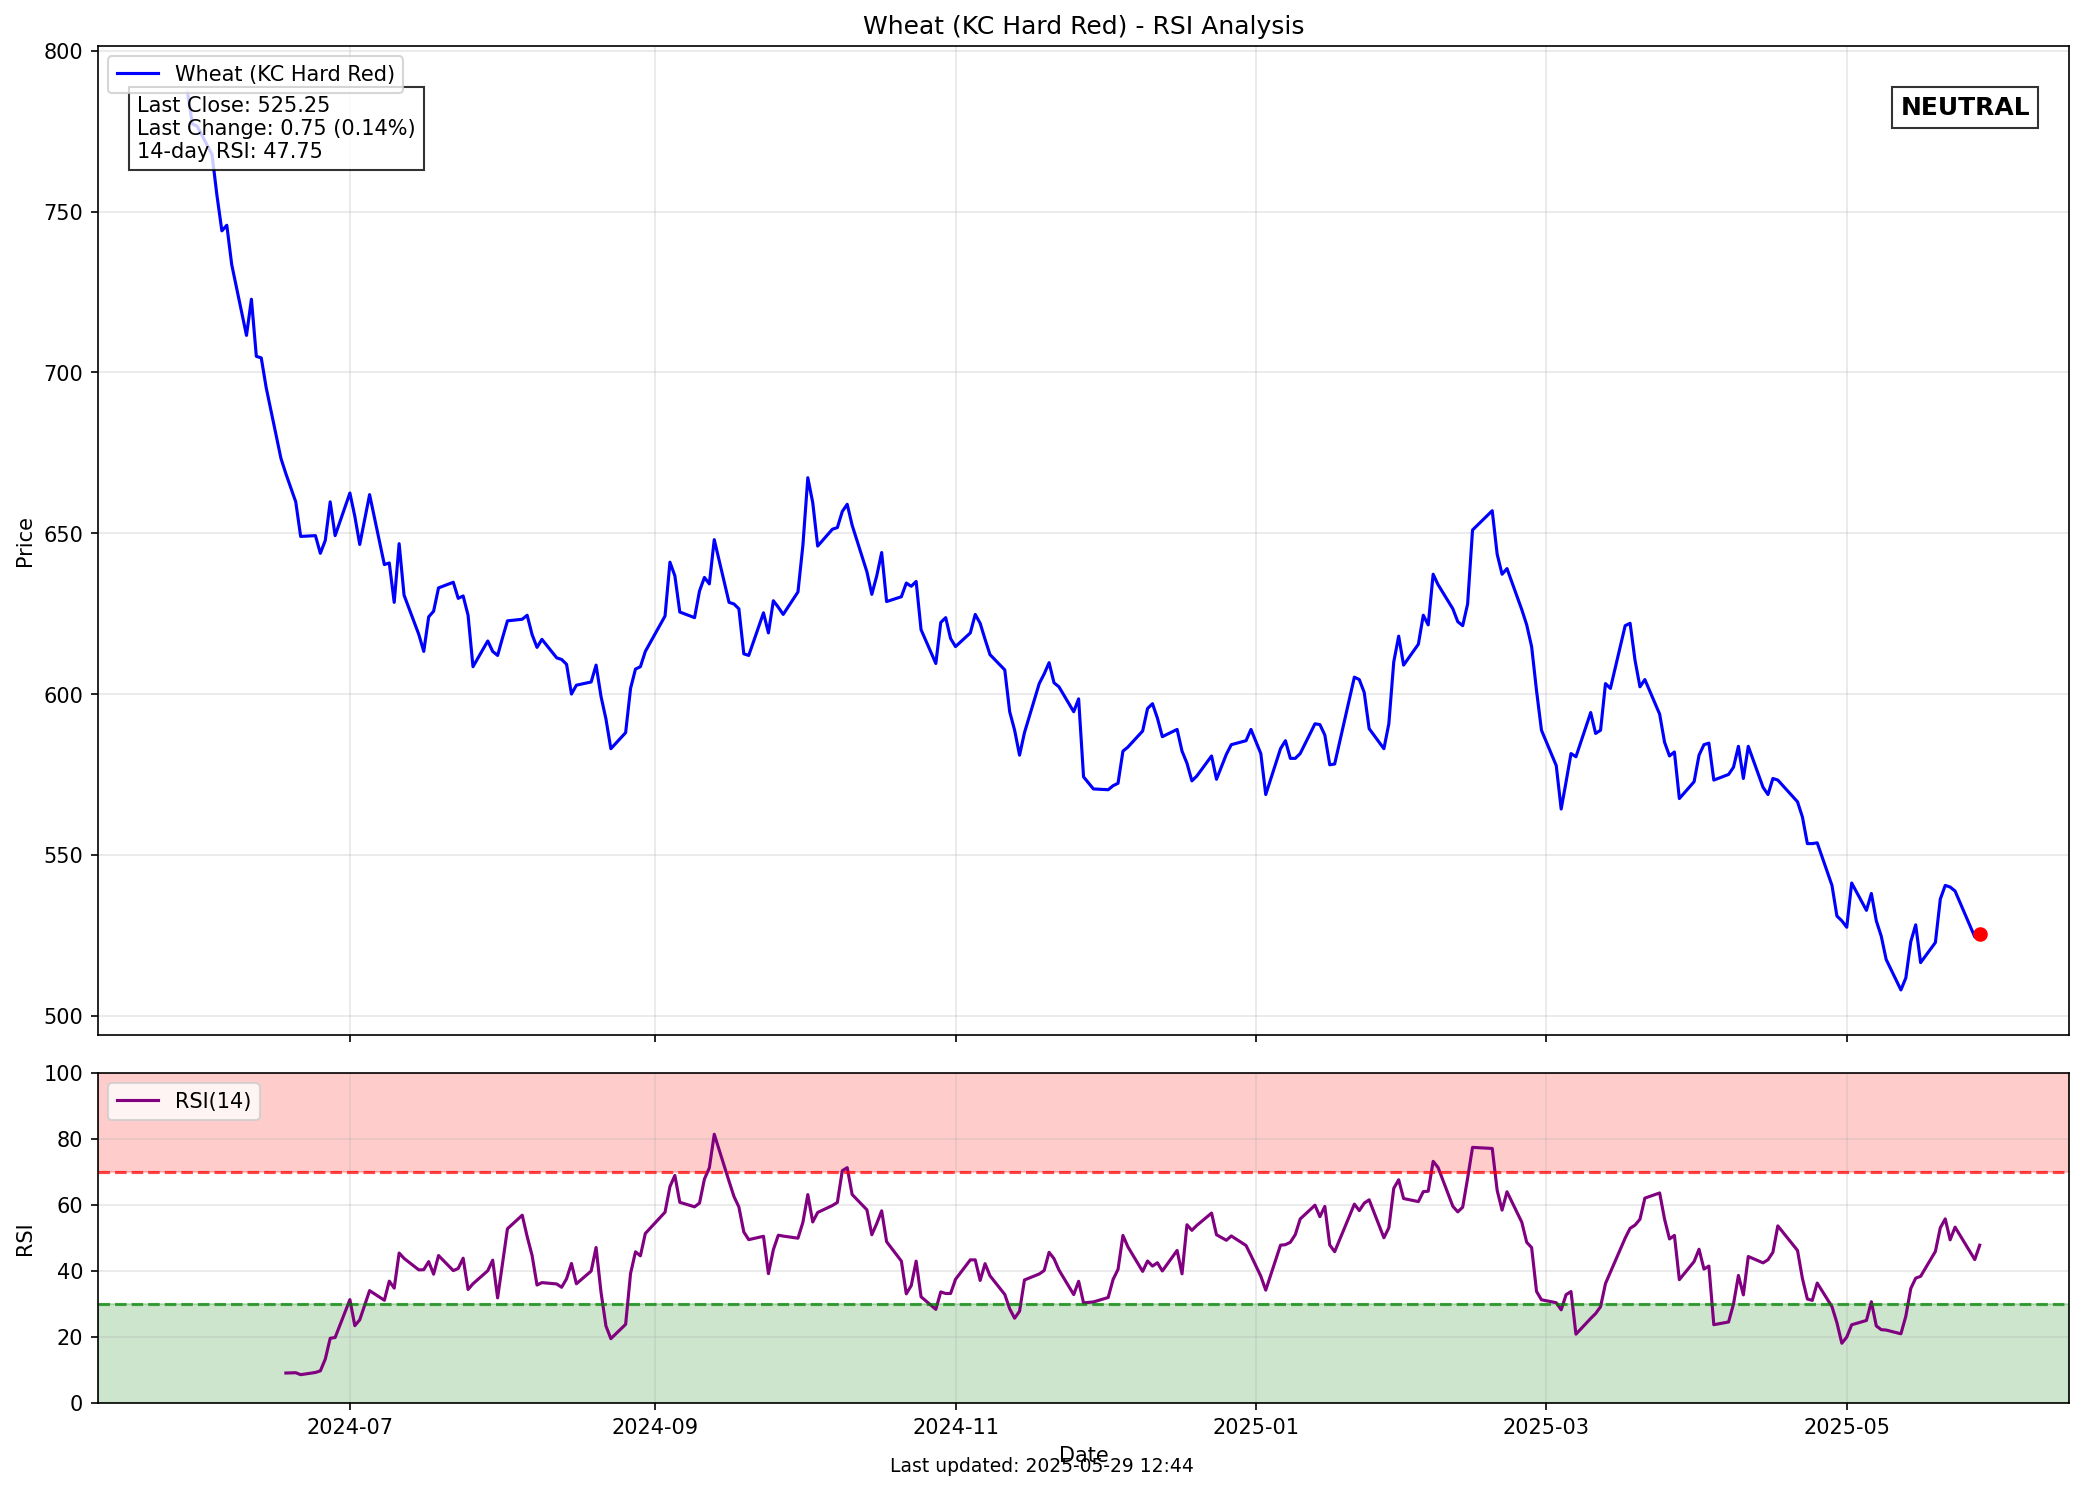 Wheat (KC Hard Red) - RSI Analysis
800
750
700
650
600
550
500
Price
Wheat (KC Hard Red)
Last Close: 525.25
Last Change: 0.75 (0.14%)
14-day RSI: 47.75
NEUTRAL
100
80
60
40
20
0
RSI
RSI(14)
2024-07
2024-09
2024-11
2025-01
2025-03
2025-05
Date
Last updated: 2025-05-29 12:44